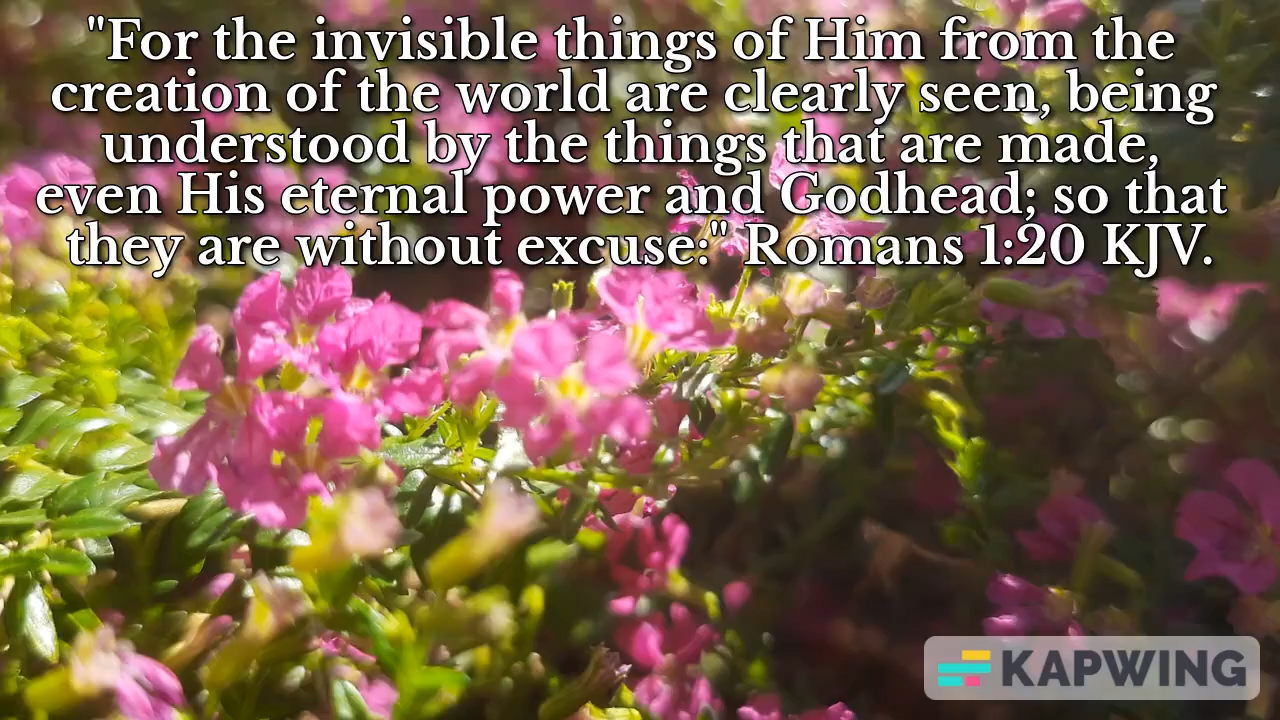 "For the invisible things of Him from the
creation of the world are clearly seen, being
understood by the things that are made,
even His eternal power and Godhead; so that
they are without excuse:" Romans 1:20 KJV.
KAPWING